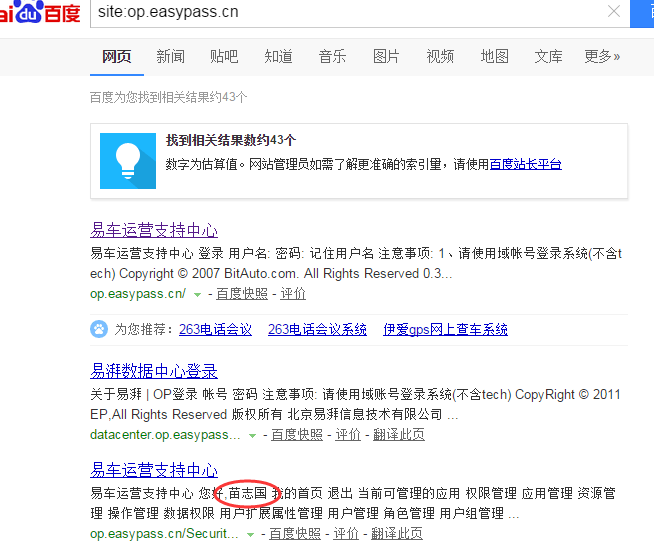 Baidu百度 site:op.easypass.cn
网页 新闻 贴吧 知道 音乐 图片 视频 地图 文库 更多»
百度为您找到相关结果约43个
找到相关结果数约43个
数字为估算值。网站管理员如需了解更准确的索引量，请使用百度站长平台
易车运营支持中心
易车运营支持中心 登录 用户名: 密码: 记住用户名 注意事项: 1、请使用域帐号登录系统(不含t
ech) Copyright © 2007 BitAuto.com. All Rights Reserved 0.3...
op.easypass.cn/ - 百度快照 - 评价
为您推荐： 263电话会议 263电话会议系统 伊爱gps网上查车系统
易湃数据中心登录
关于易湃 | OP登录 帐号 密码 注意事项: 请使用域账号登录系统(不含tech) CopyRight © 2011
EP,All Rights Reserved 版权所有 北京易湃信息技术有限公司 ...
datacenter.op.easypass... - 百度快照 - 评价 - 翻译此页
易车运营支持中心
易车运营支持中心 您好,苗志国 我的首页 退出 当前可管理的应用 权限管理 应用管理 资源管
理 操作管理 数据权限 用户扩展属性管理 用户管理 角色管理 用户组管理 ...
op.easypass.cn/Securit... - 百度快照 - 评价 - 翻译此页